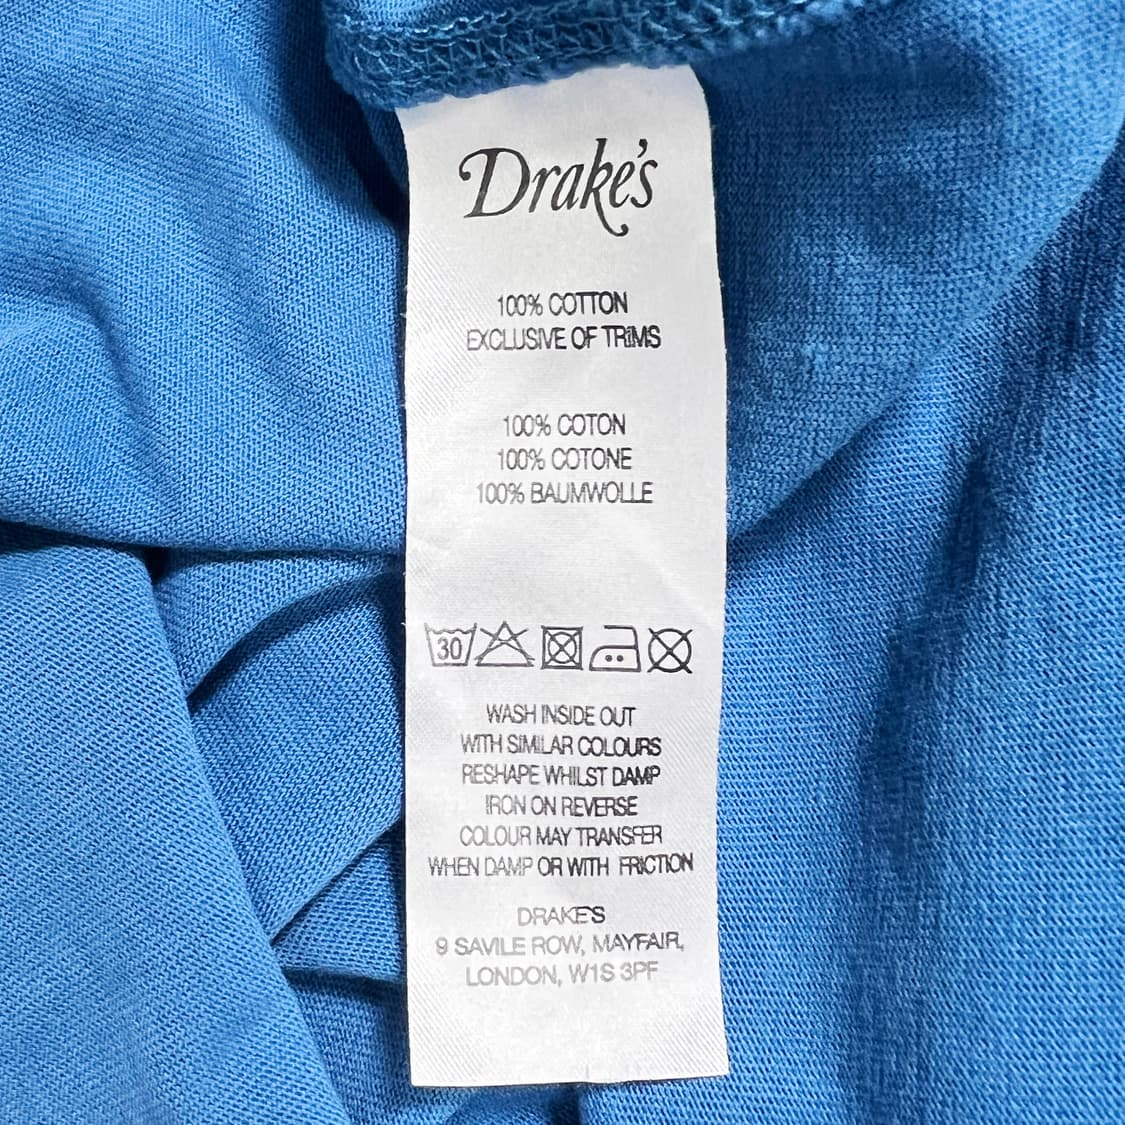 Drake's
100% COTTON
EXCLUSIVE OF TRIMS
100% COTON
100% COTONE
100% BAUMWOLLE
30
WASH INSIDE OUT
WITH SIMILAR COLOURS
RESHAPE WHILST DAMP
IRON ON REVERSE
COLOUR MAY TRANSFER
WHEN DAMP OR WITH FRICTION
DRAKE'S
9 SAVILE ROW, MAYFAIR,
LONDON, W1S 3PF